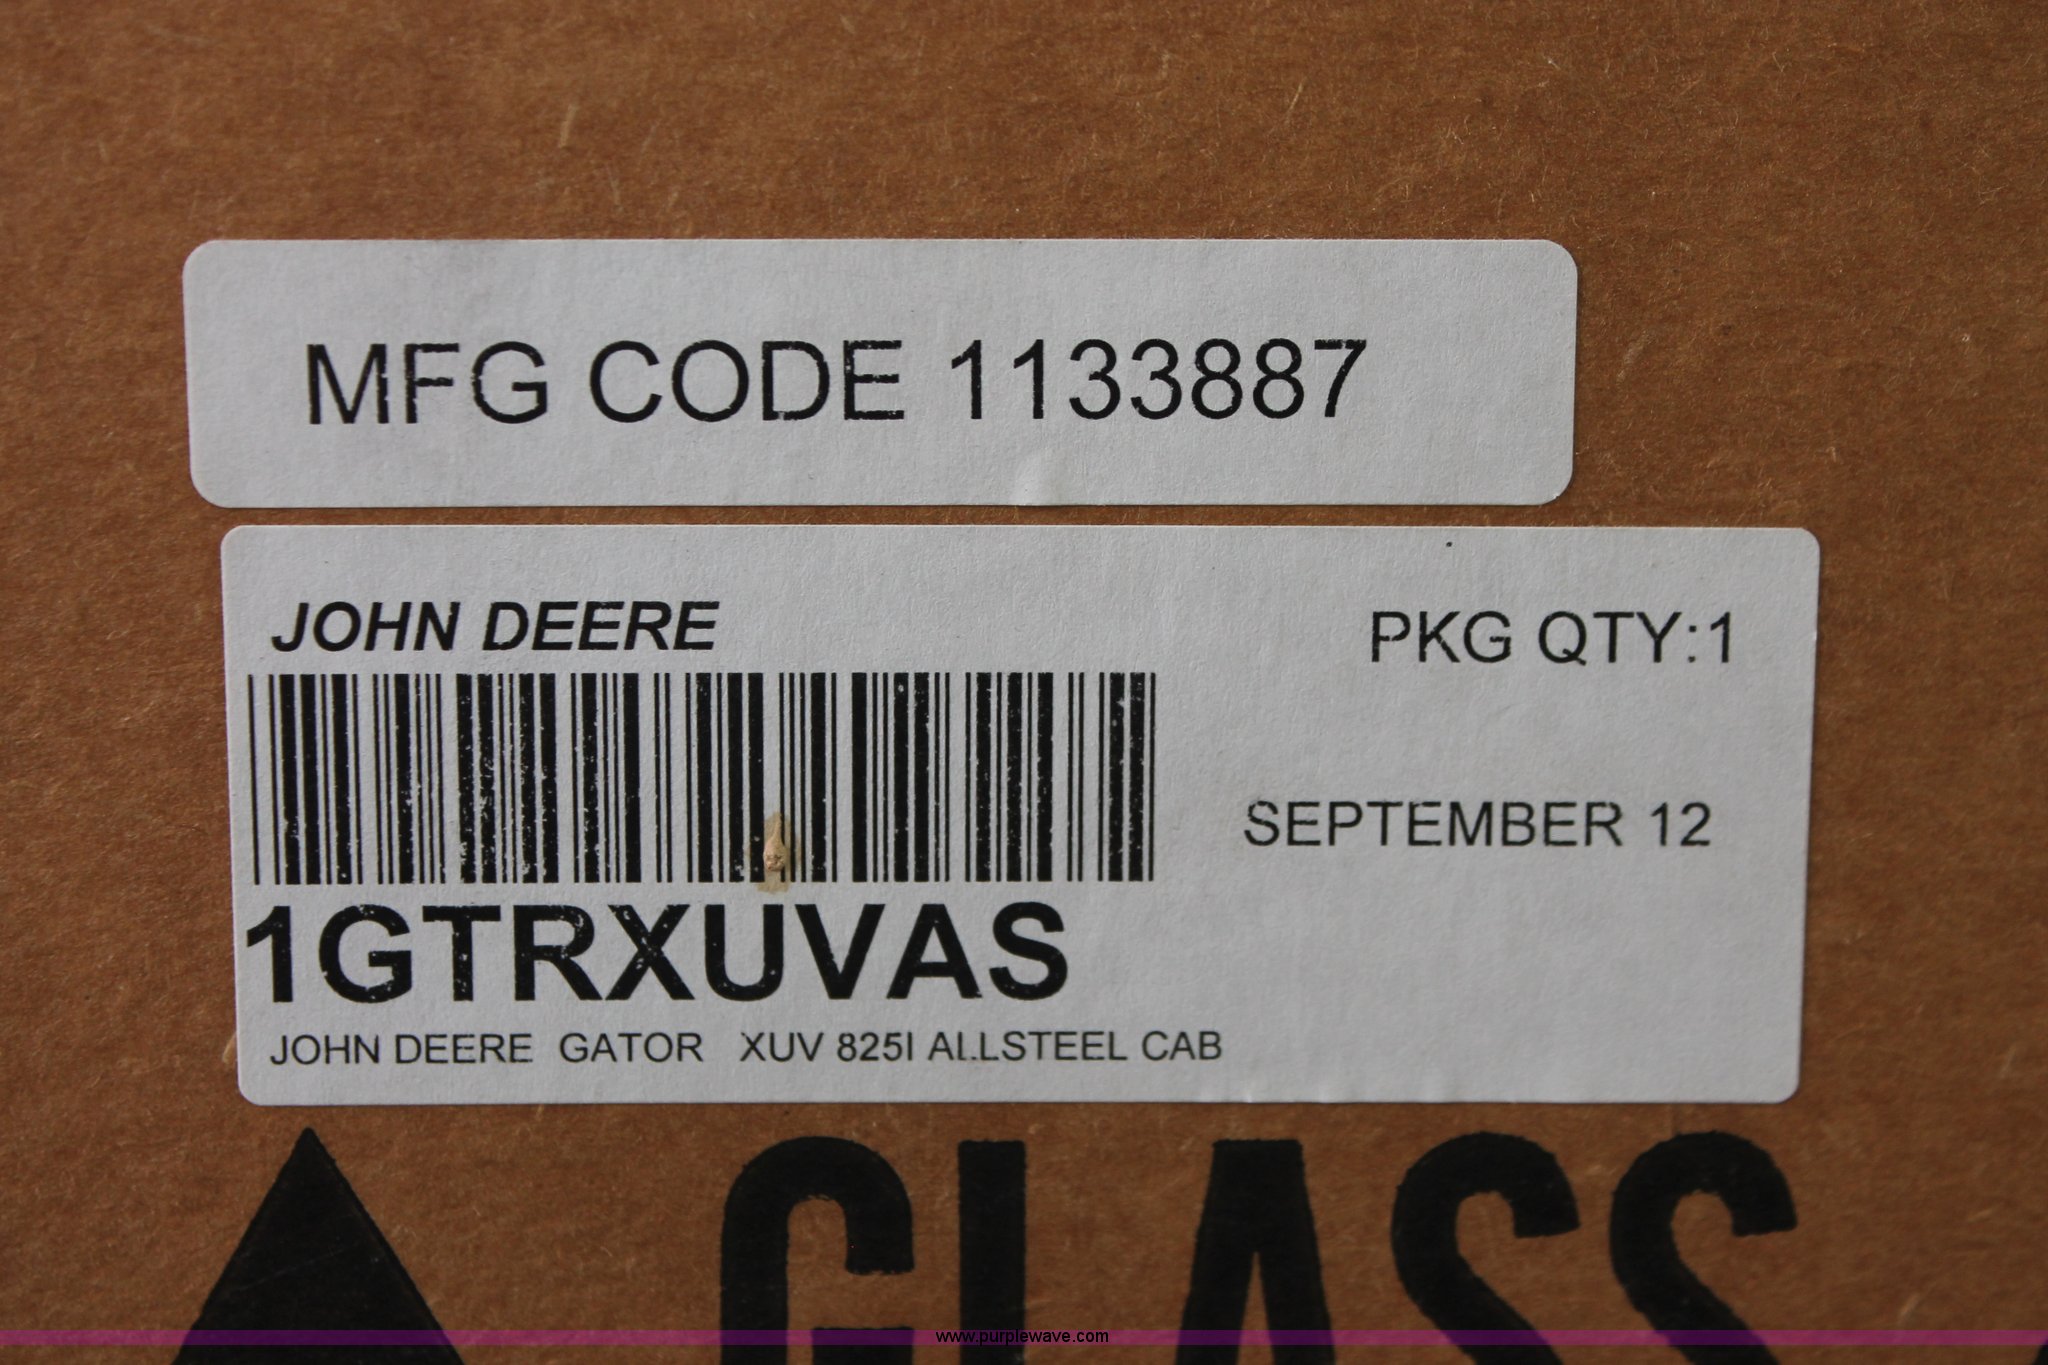 MFG CODE 1133887
JOHN DEERE
PKG QTY:1
SEPTEMBER 12
1GTRXUVAS
JOHN DEERE GATOR XUV 825I ALLSTEEL CAB
GLASS
www.purplewave.com